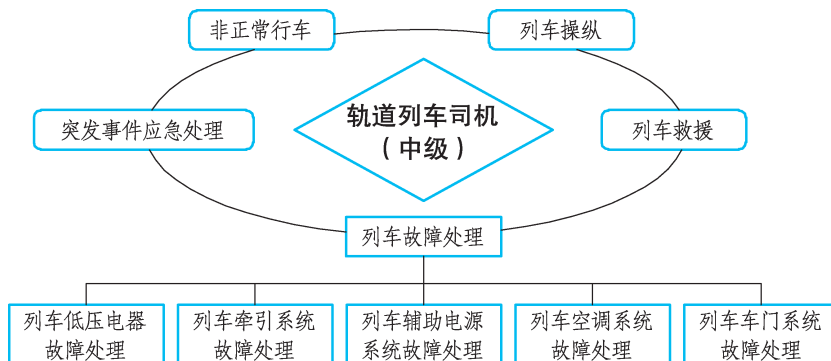 非正常行车
列车操纵
突发事件应急处理
轨道列车司机
（中级）
列车救援
列车故障处理
列车低压电器
故障处理
列车牵引系统
故障处理
列车辅助电源
系统故障处理
列车空调系统
故障处理
列车车门系统
故障处理